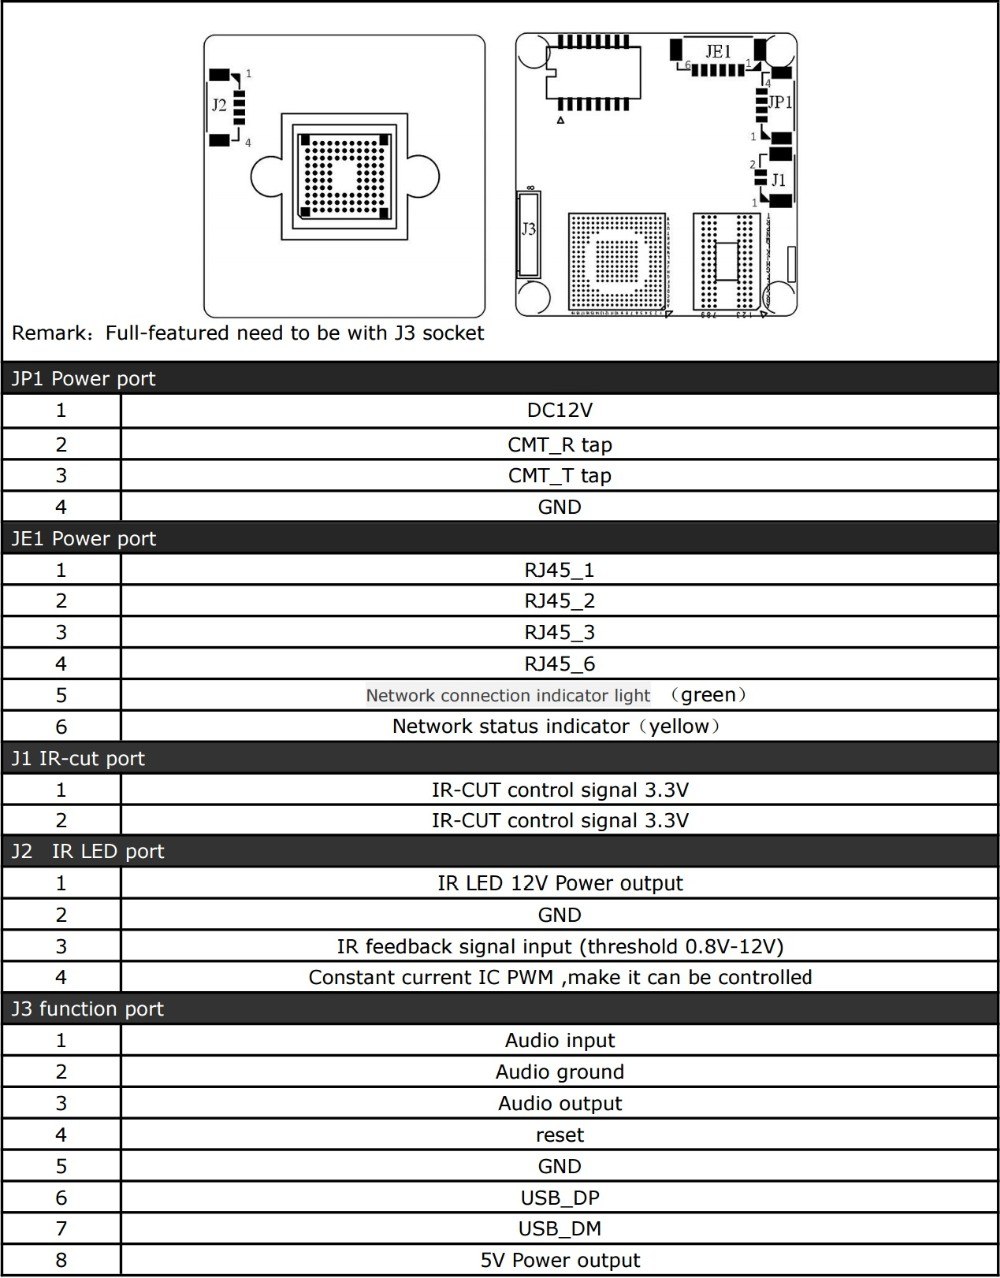 1
J2
4
JE1
6
1
4
JP1
1
2
J1
1
8
J3
Remark：Full-featured need to be with J3 socket
JP1 Power port
1 DC12V
2 CMT_R tap
3 CMT_T tap
4 GND
JE1 Power port
1 RJ45_1
2 RJ45_2
3 RJ45_3
4 RJ45_6
5 Network connection indicator light （green）
6 Network status indicator（yellow）
J1 IR-cut port
1 IR-CUT control signal 3.3V
2 IR-CUT control signal 3.3V
J2 IR LED port
1 IR LED 12V Power output
2 GND
3 IR feedback signal input (threshold 0.8V-12V)
4 Constant current IC PWM ,make it can be controlled
J3 function port
1 Audio input
2 Audio ground
3 Audio output
4 reset
5 GND
6 USB_DP
7 USB_DM
8 5V Power output